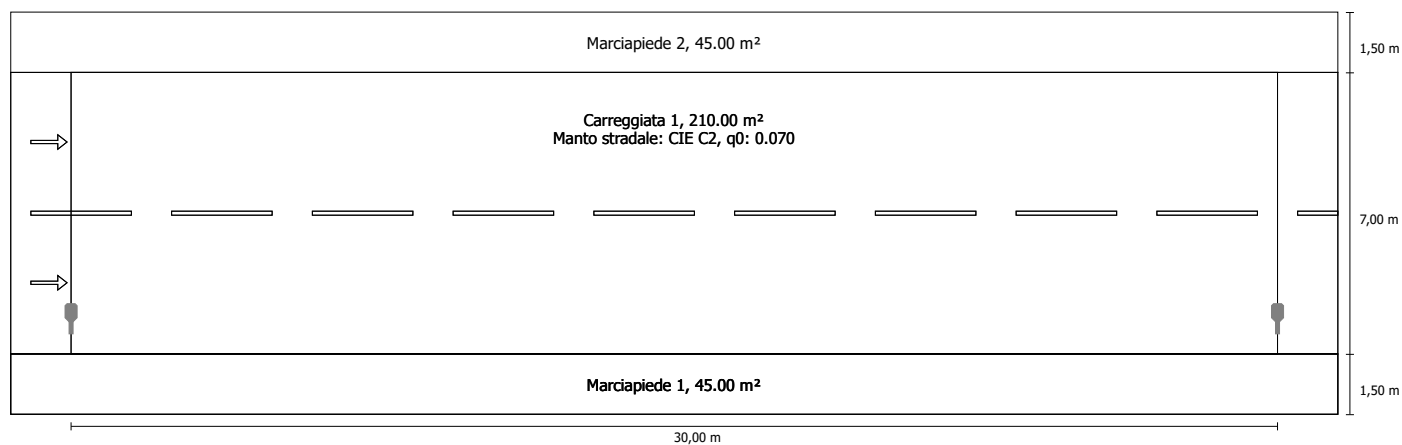 Marciapiede 2, 45.00 m²
1,50 m
Carreggiata 1, 210.00 m²
Manto stradale: CIE C2, q0: 0.070
7,00 m
Marciapiede 1, 45.00 m²
1,50 m
30,00 m